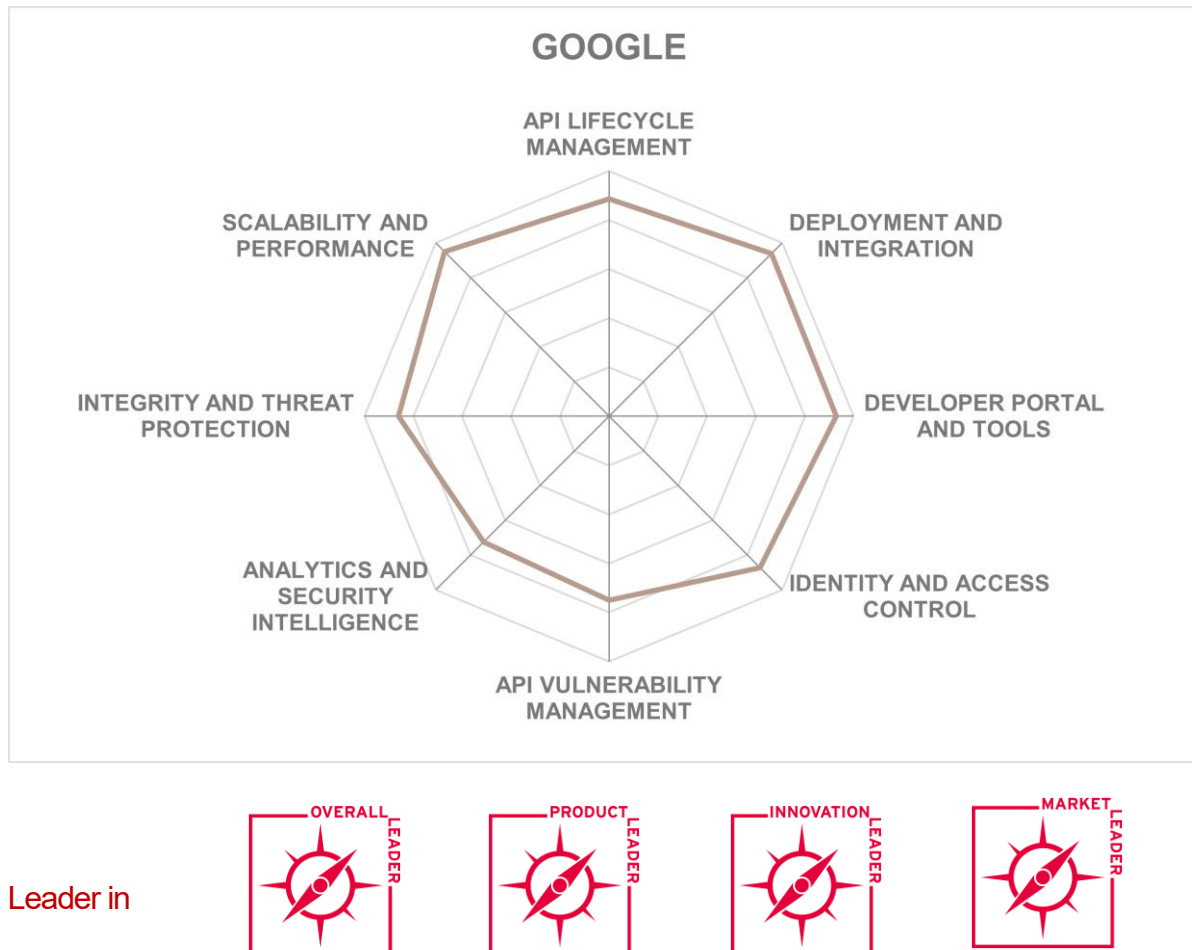 GOOGLE
API LIFECYCLE
MANAGEMENT
SCALABILITY AND
PERFORMANCE
DEPLOYMENT AND
INTEGRATION
INTEGRITY AND THREAT
PROTECTION
DEVELOPER PORTAL
AND TOOLS
ANALYTICS AND
SECURITY
INTELLIGENCE
IDENTITY AND ACCESS
CONTROL
API VULNERABILITY
MANAGEMENT
Leader in
OVERALL
LEADER
PRODUCT
LEADER
INNOVATION
LEADER
MARKET
LEADER